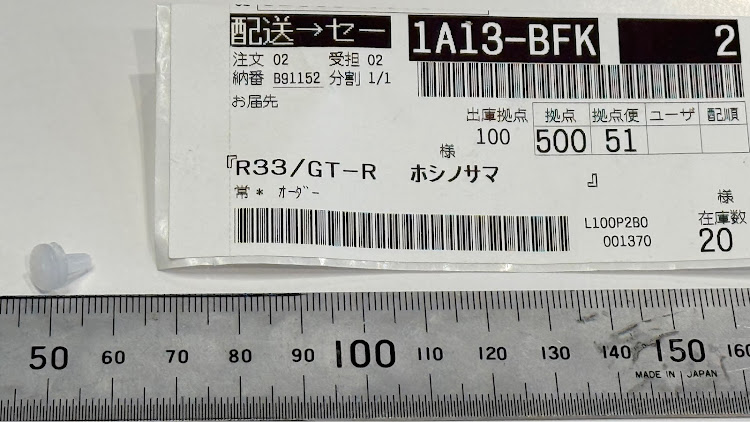 配送→セー
1A13-BFK
2
注文 02 受担 02
納番 B91152 分割 1/1
お届先
出庫拠点
100
拠点 拠点便 ユーザ 配順
500 51
様
『R33/GT-R ホシノサマ 』
常* オーダー
様
L100P2B0
001370
在庫数
20
50 60 70 80 90 100 110 120 130 140 150 160
MADE IN JAPAN